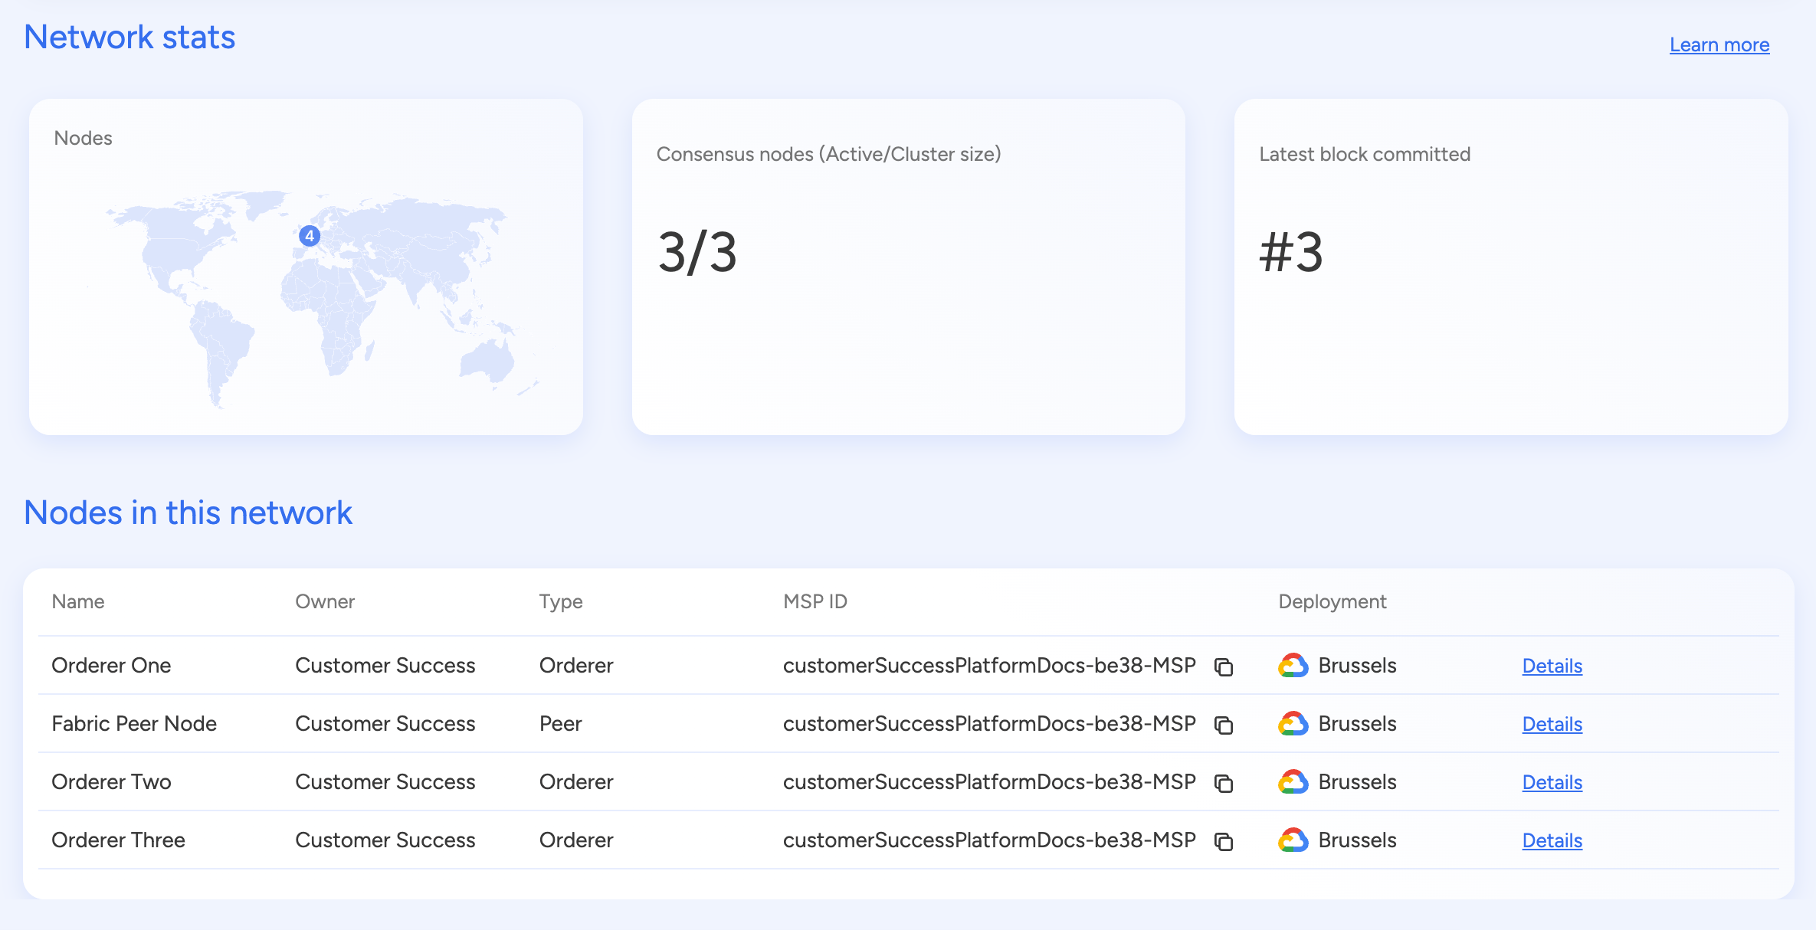 Network stats
Learn more
Nodes
4
Consensus nodes (Active/Cluster size)
3/3
Latest block committed
#3
Nodes in this network
Name Owner Type MSP ID Deployment
Orderer One Customer Success Orderer customerSuccessPlatformDocs-be38-MSP Brussels Details
Fabric Peer Node Customer Success Peer customerSuccessPlatformDocs-be38-MSP Brussels Details
Orderer Two Customer Success Orderer customerSuccessPlatformDocs-be38-MSP Brussels Details
Orderer Three Customer Success Orderer customerSuccessPlatformDocs-be38-MSP Brussels Details